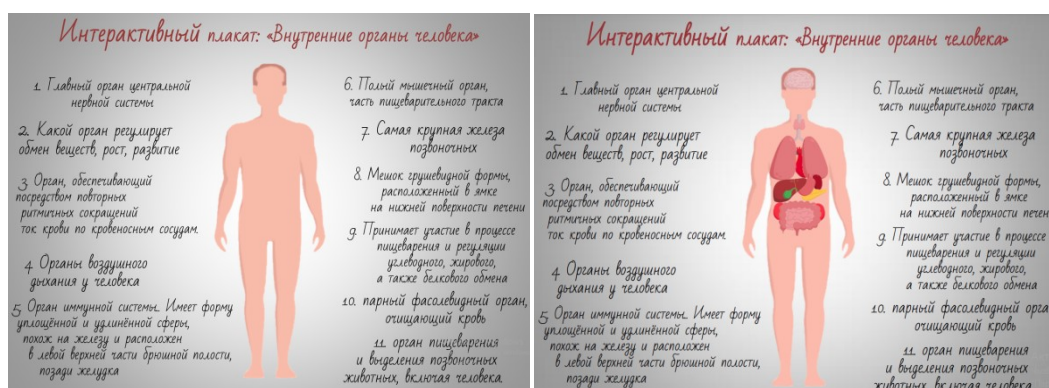 Интерактивный плакат: «Внутренние органы человека»
1. Главный орган центральной
нервной системы
2. Какой орган регулирует
обмен веществ, рост, развитие
3. Орган, обеспечивающий
посредством повторных
ритмичных сокращений
ток крови по кровеносным сосудам.
4. Органы воздушного
дыхания у человека
5. Орган иммунной системы. Имеет форму
уплощённой и удлинённой сферы,
похож на железу и расположен
в левой верхней части брюшной полости,
позади желудка
6. Полый мышечный орган,
часть пищеварительного тракта
7. Самая крупная железа
позвоночных
8. Мешок грушевидной формы,
расположенный в ямке
на нижней поверхности печени
9. Принимает участие в процессе
пищеварения и регуляции
углеводного, жирового,
а также белкового обмена
10. парный фасолевидный орган,
очищающий кровь
11. орган пищеварения
и выделения позвоночных
животных, включая человека.
Интерактивный плакат: «Внутренние органы человека»
1. Главный орган центральной
нервной системы
2. Какой орган регулирует
обмен веществ, рост, развитие
3. Орган, обеспечивающий
посредством повторных
ритмичных сокращений
ток крови по кровеносным сосудам.
4. Органы воздушного
дыхания у человека
5. Орган иммунной системы. Имеет форму
уплощённой и удлинённой сферы,
похож на железу и расположен
в левой верхней части брюшной полости,
позади желудка
6. Полый мышечный орган,
часть пищеварительного тракта
7. Самая крупная железа
позвоночных
8. Мешок грушевидной формы,
расположенный в ямке
на нижней поверхности печени
9. Принимает участие в процессе
пищеварения и регуляции
углеводного, жирового,
а также белкового обмена
10. парный фасолевидный орган,
очищающий кровь
11. орган пищеварения
и выделения позвоночных
животных, включая человека.